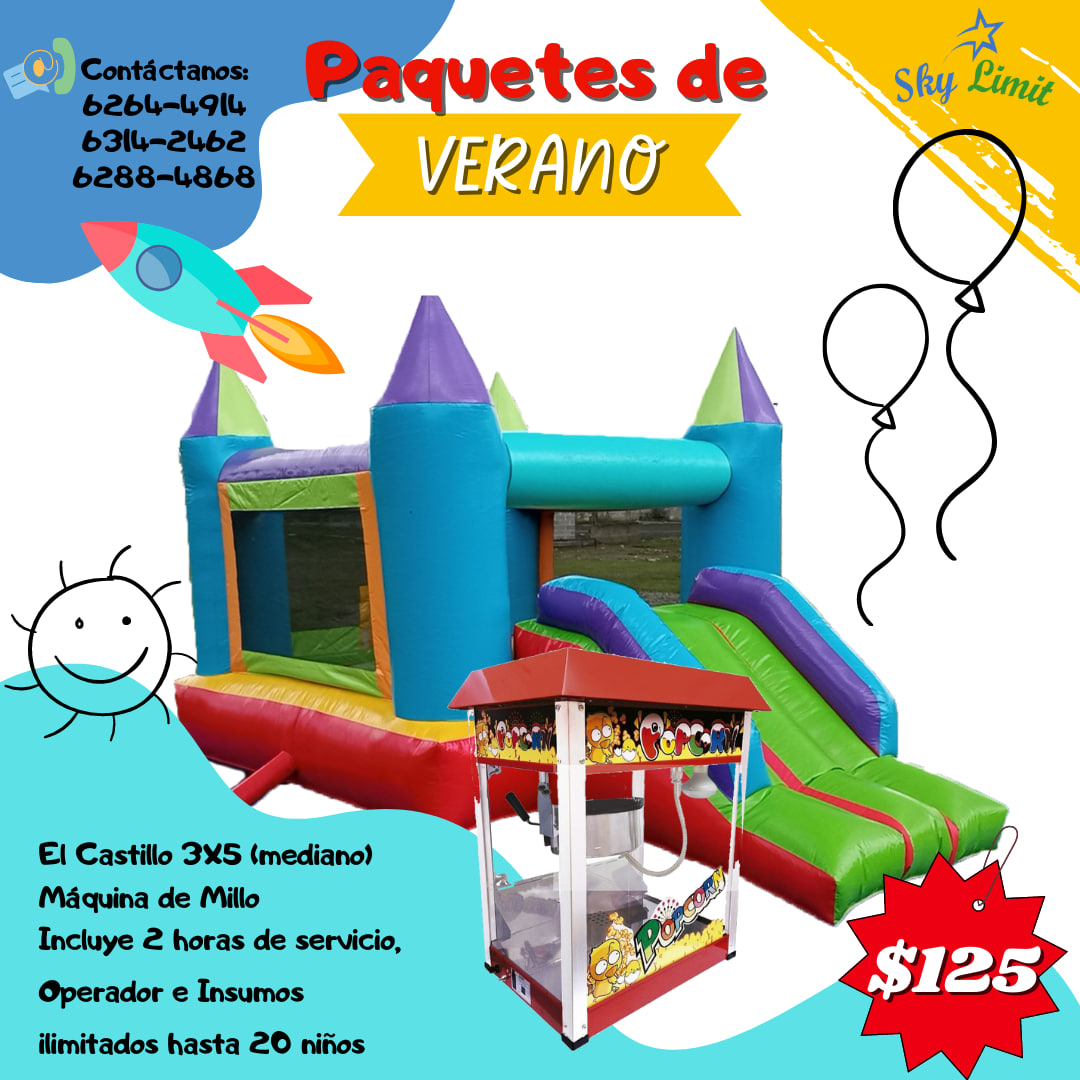 Contáctanos:
6264-4914
6314-2462
6288-4868
Paquetes de
VERANO
Sky Limit
POPCORN
POPCORN
POPCORN
El Castillo 3X5 (mediano)
Máquina de Millo
Incluye 2 horas de servicio,
Operador e Insumos
ilimitados hasta 20 niños
$125